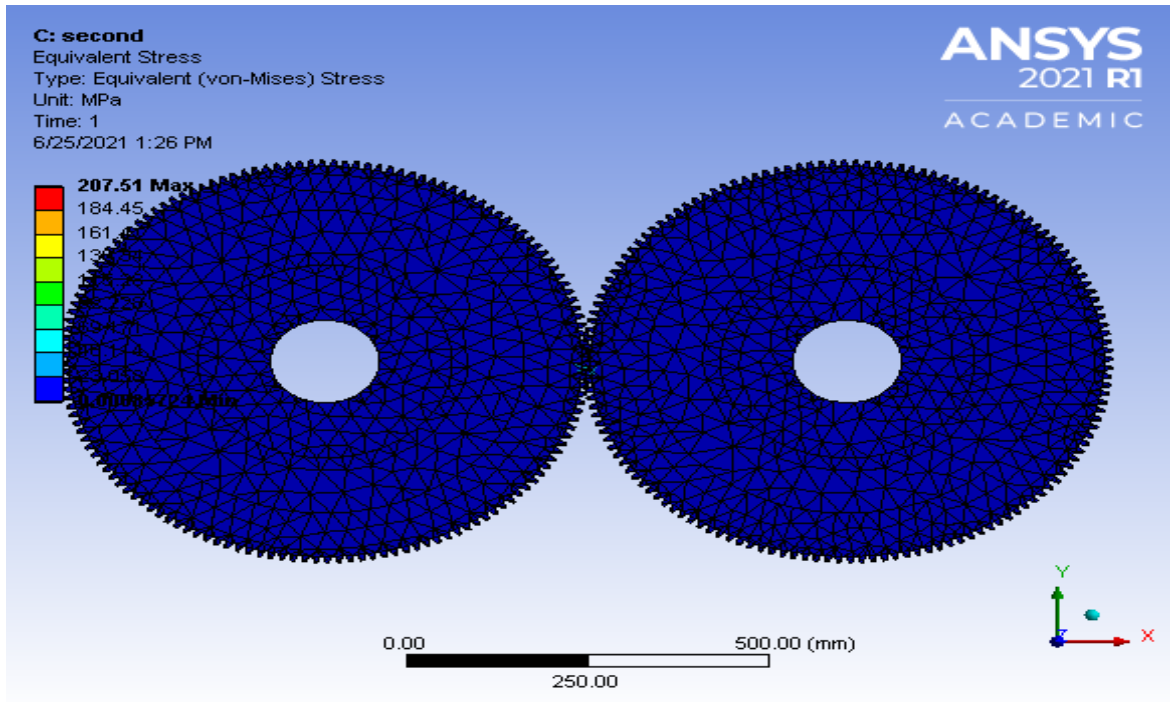 C: second
Equivalent Stress
Type: Equivalent (von-Mises) Stress
Unit: MPa
Time: 1
6/25/2021 1:26 PM
ANSYS
2021 R1
ACADEMIC
207.51 Max
184.45
Min
Y
X
Z
0.00
500.00 (mm)
250.00